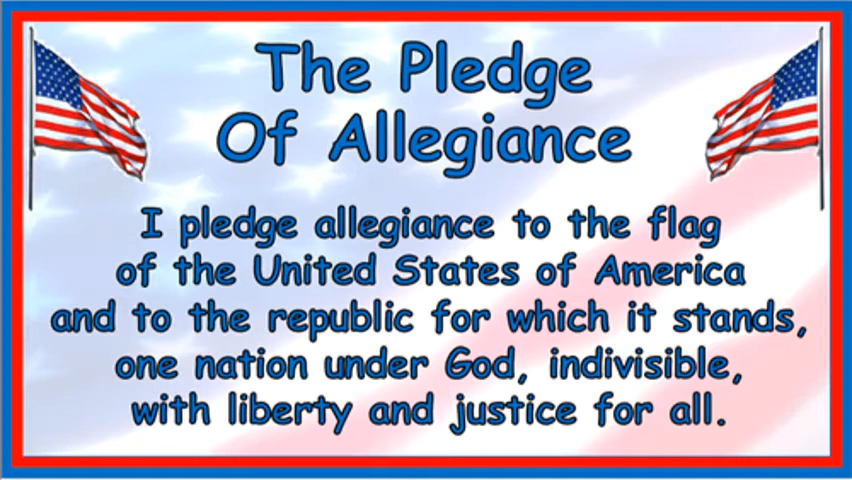 The Pledge
Of Allegiance
I pledge allegiance to the flag
of the United States of America
and to the republic for which it stands,
one nation under God, indivisible,
with liberty and justice for all.